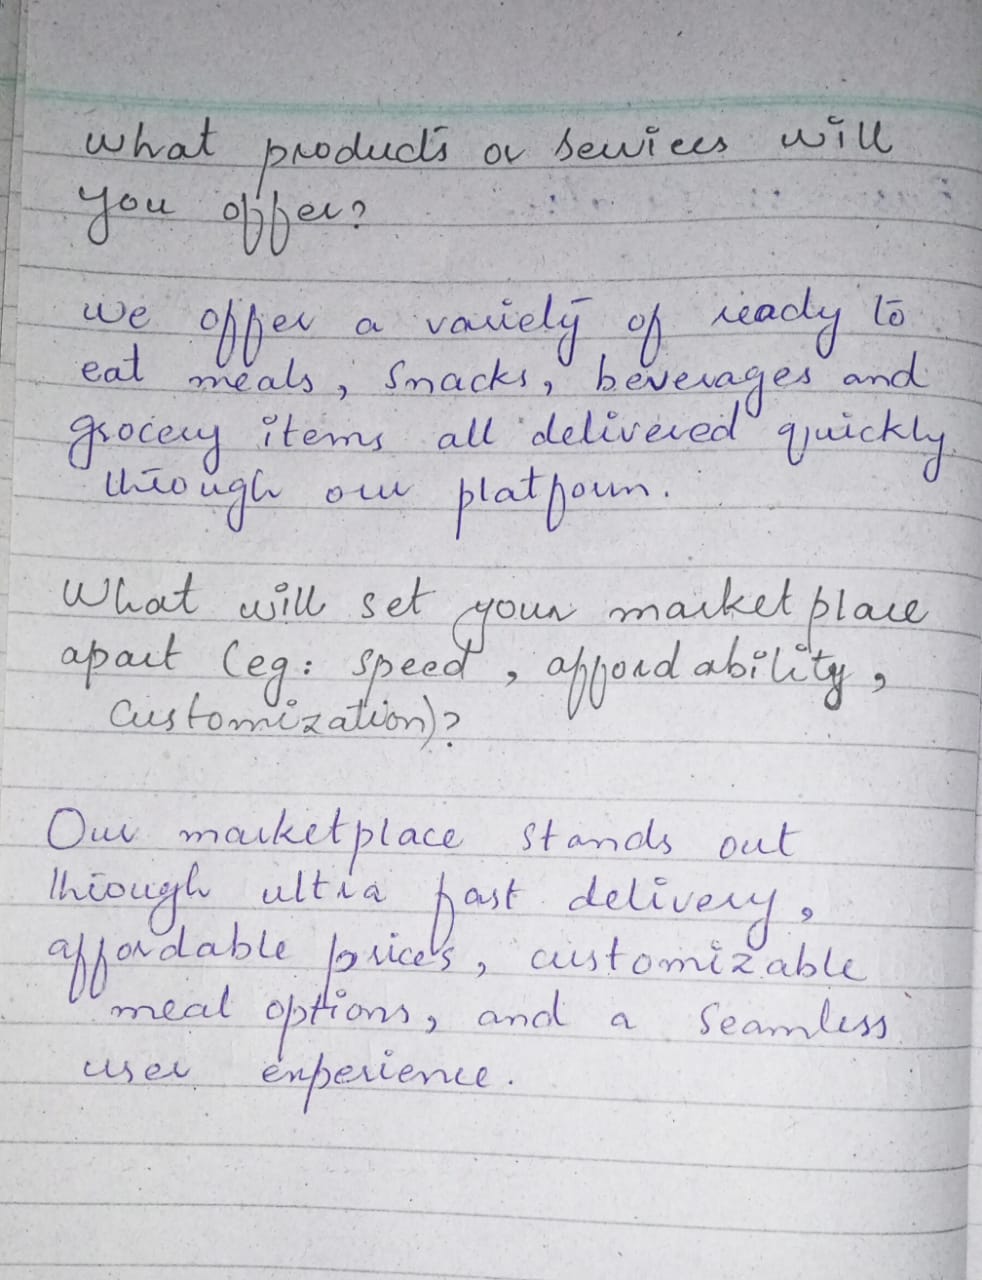 What products or services will
you offer?
We offer a variety of ready to
eat meals, snacks, beverages and
grocery items all delivered quickly
through our platform.
What will set your marketplace
apart (eg: speed, affordability,
customization)?
Our marketplace stands out
through ultra fast delivery,
affordable prices, customizable
meal options, and a seamless
user experience.